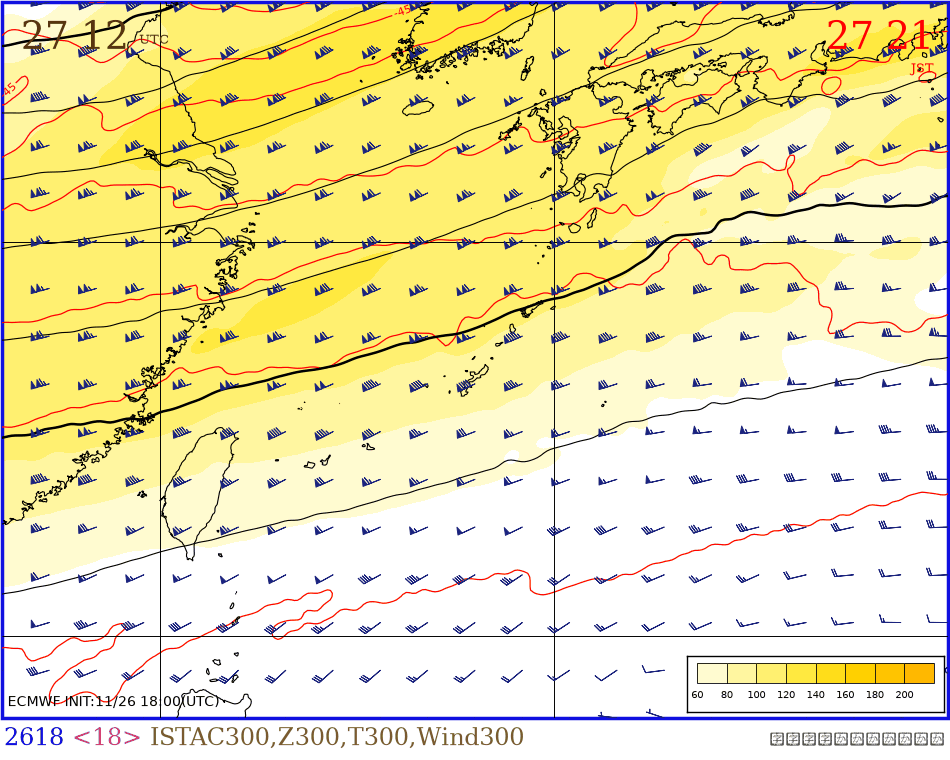 27 12 UTC
27 21
JST
-45
-45
ECMWF INIT:11/26 18:00(UTC)
60 80 100 120 140 160 180 200
2618 <18> ISTAC300,Z300,T300,Wind300